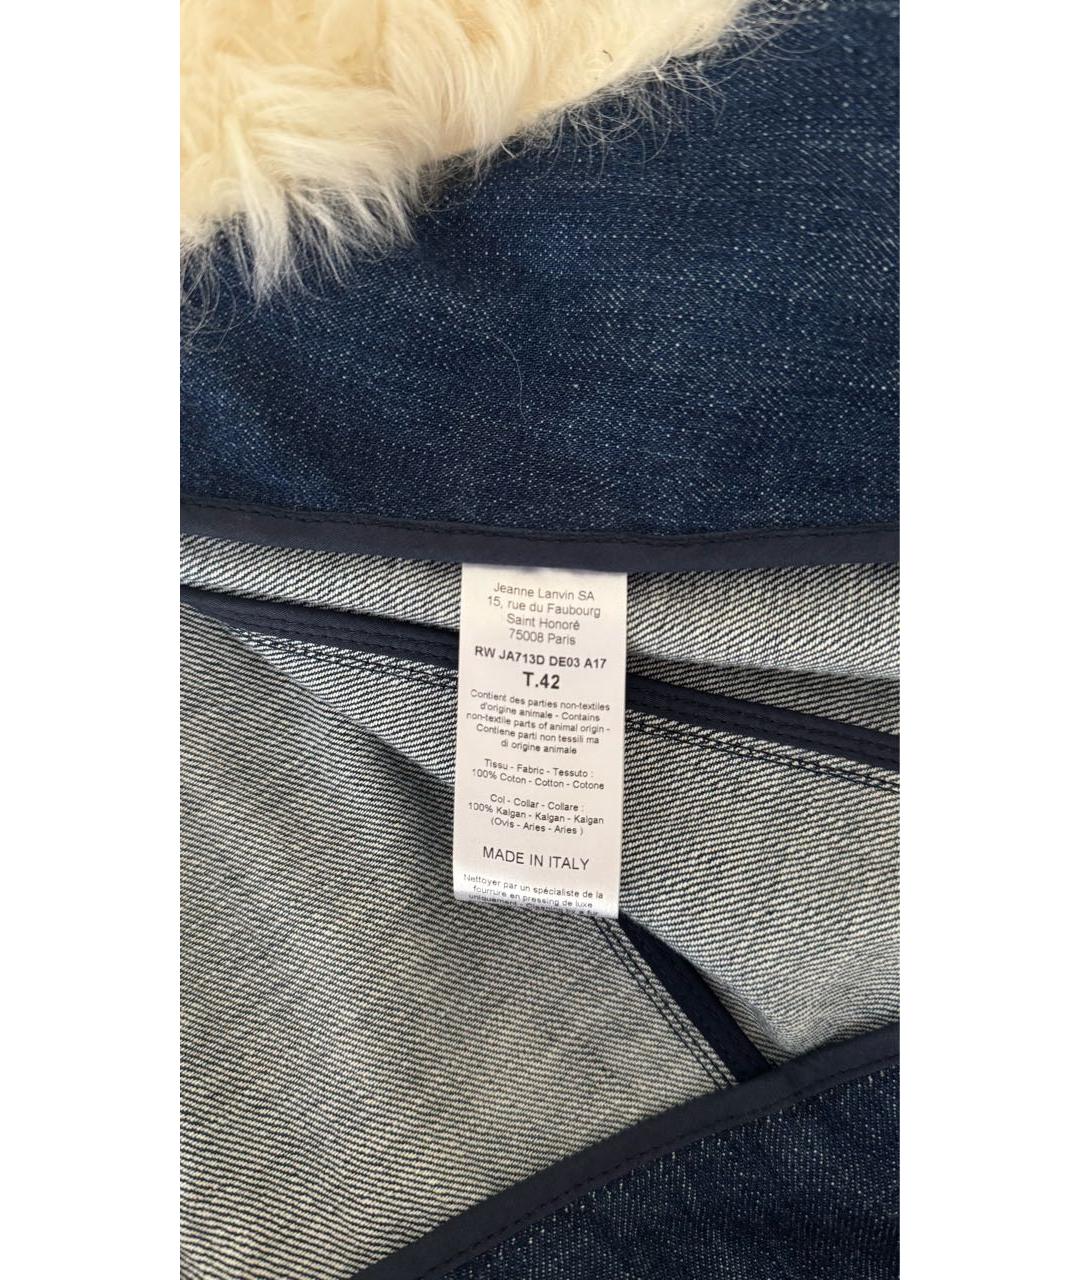 Jeanne Lanvin SA
15, rue du Faubourg
Saint Honoré
75008 Paris
RW JA713D DE03 A17
T.42
Contient des parties non-textiles
d'origine animale - Contains
non-textile parts of animal origin -
Contiene parti non tessili ma
di origine animale
Tissu - Fabric - Tessuto :
100% Coton - Cotton - Cotone
Col - Collar - Collare :
100% Kalgan - Kalgan - Kalgan
(Ovis - Aries - Aries )
MADE IN ITALY
Nettoyer par un spécialiste de la
fourrure en pressing de luxe
uniquement -